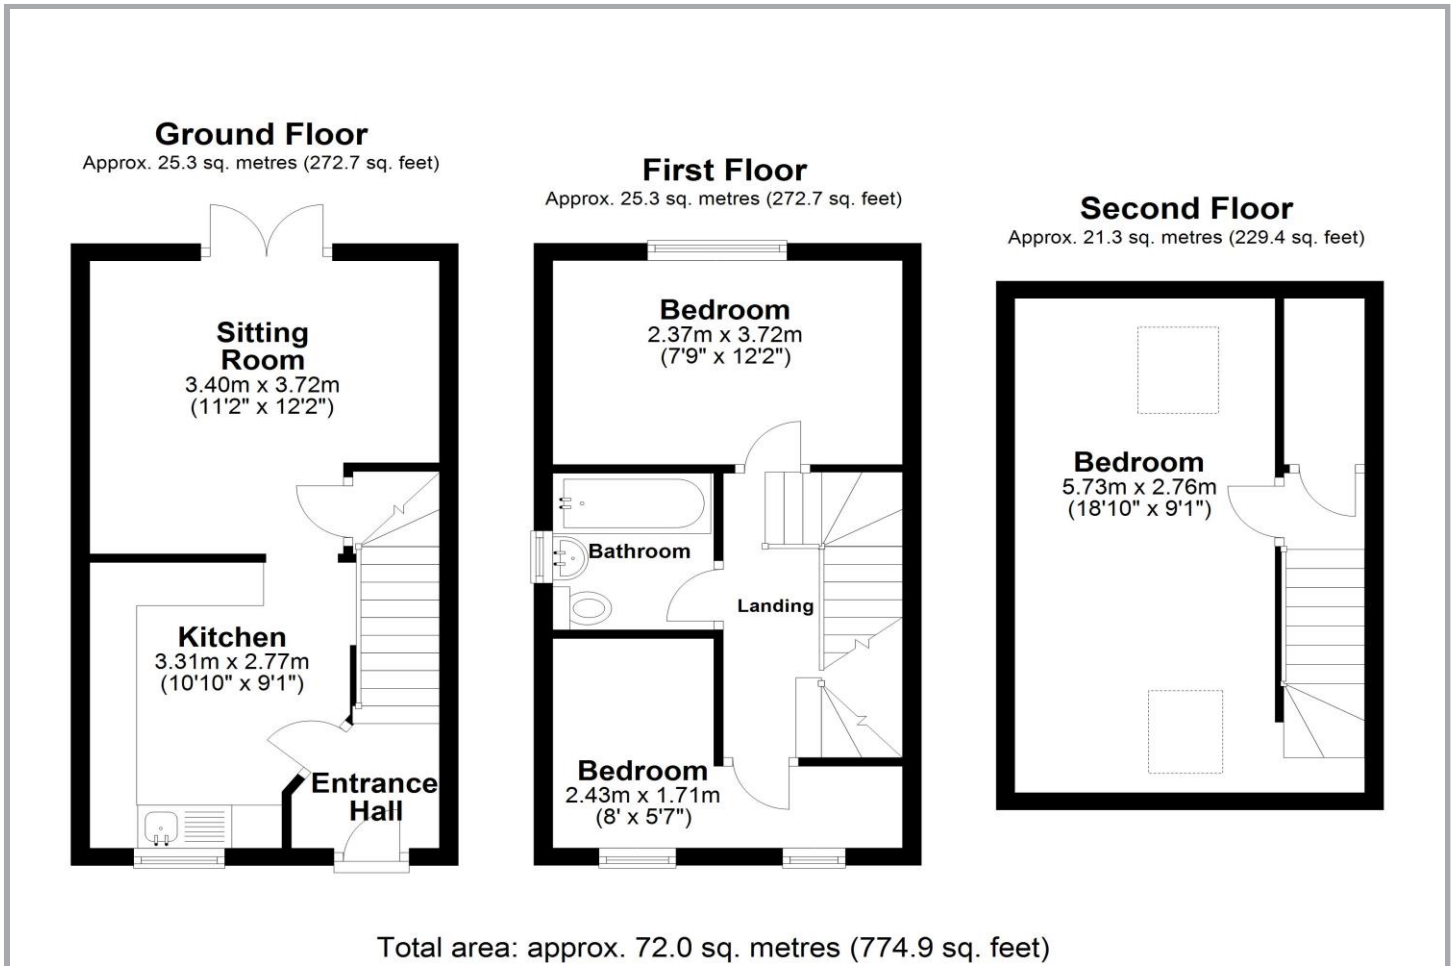 Ground Floor
Approx. 25.3 sq. metres (272.7 sq. feet)
Sitting
Room
3.40m x 3.72m
(11'2" x 12'2")
Kitchen
3.31m x 2.77m
(10'10" x 9'1")
Entrance
Hall
First Floor
Approx. 25.3 sq. metres (272.7 sq. feet)
Bedroom
2.37m x 3.72m
(7'9" x 12'2")
Bathroom
Landing
Bedroom
2.43m x 1.71m
(8' x 5'7")
Second Floor
Approx. 21.3 sq. metres (229.4 sq. feet)
Bedroom
5.73m x 2.76m
(18'10" x 9'1")
Total area: approx. 72.0 sq. metres (774.9 sq. feet)